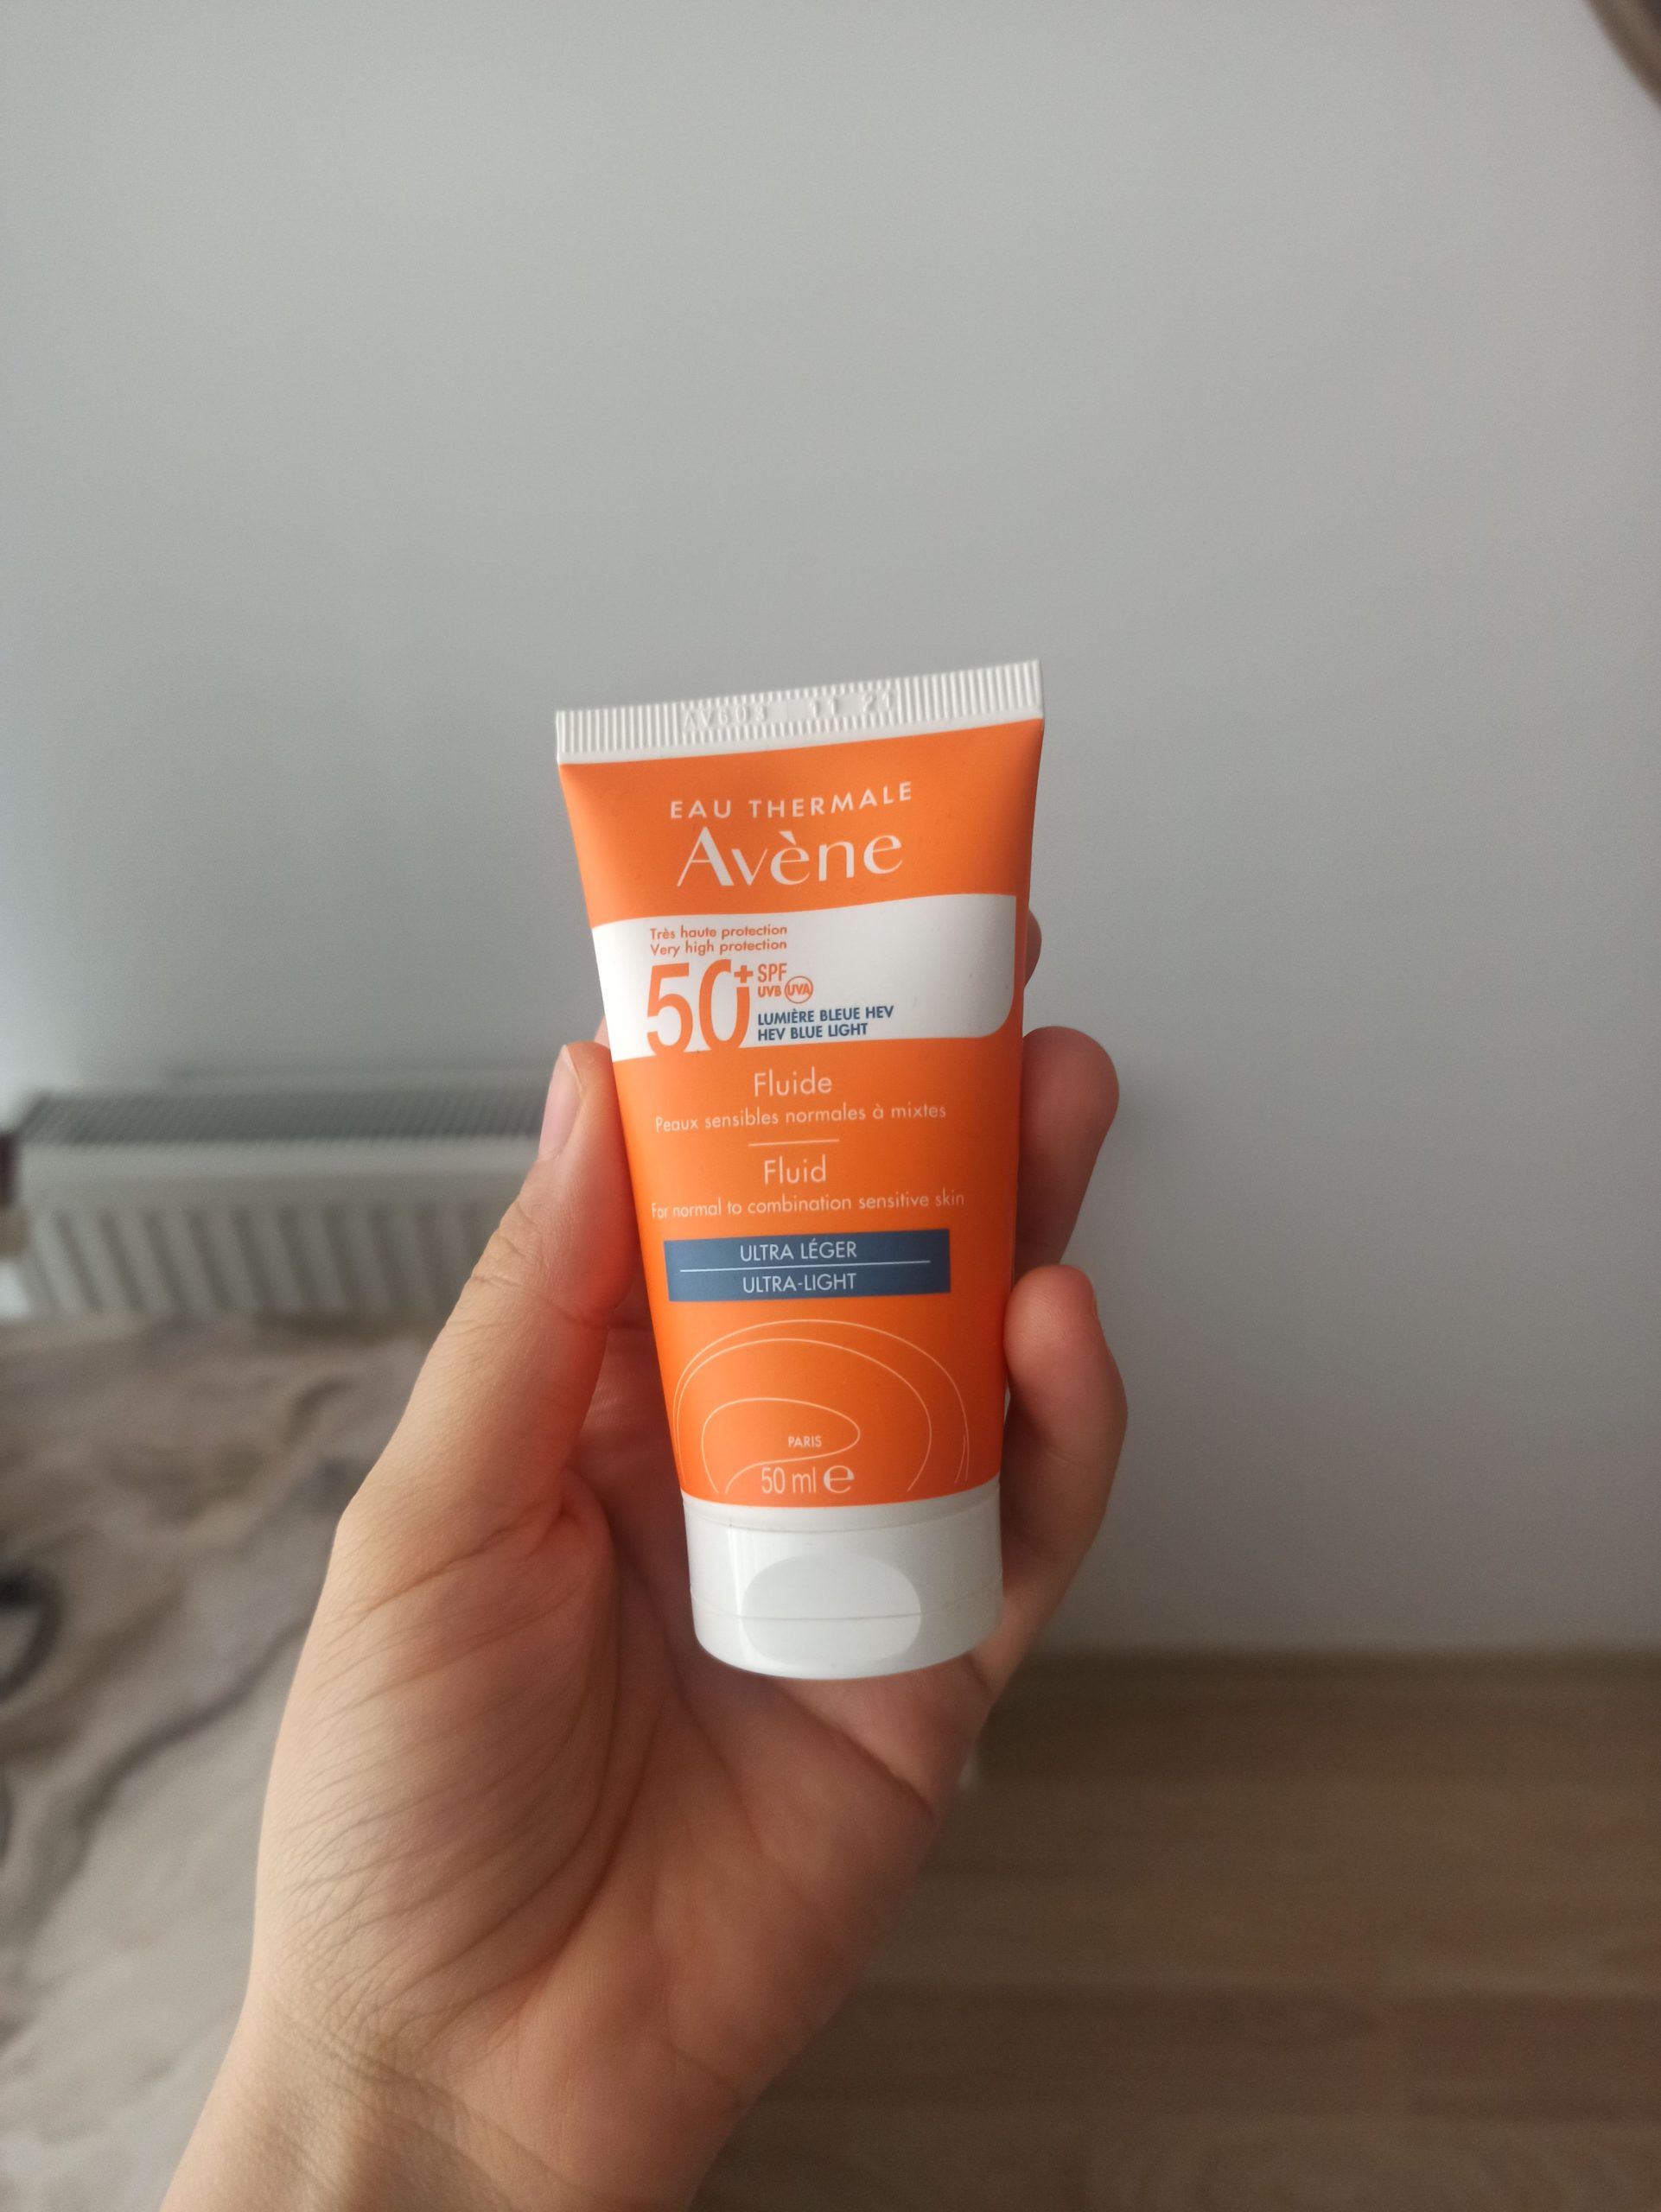 EAU THERMALE
Avène
Très haute protection
Very high protection
50+ SPF
UVB UVA
LUMIÈRE BLEUE HEV
HEV BLUE LIGHT
Fluide
Peaux sensibles normales à mixtes
Fluid
For normal to combination sensitive skin
ULTRA LÉGER
ULTRA-LIGHT
PARIS
50 ml e